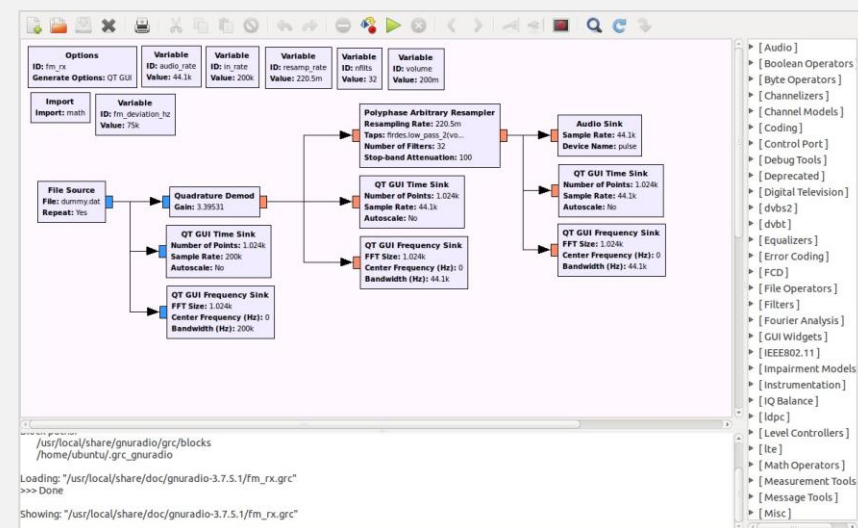 Options
ID: fm_rx
Generate Options: QT GUI
Variable
ID: audio_rate
Value: 44.1k
Variable
ID: in_rate
Value: 200k
Variable
ID: resamp_rate
Value: 220.5m
Variable
ID: nfilts
Value: 32
Variable
ID: volume
Value: 200m
Import
Import: math
Variable
ID: fm_deviation_hz
Value: 75k
File Source
File: dummy.dat
Repeat: Yes
Quadrature Demod
Gain: 3.39531
QT GUI Time Sink
Number of Points: 1.024k
Sample Rate: 200k
Autoscale: No
QT GUI Frequency Sink
FFT Size: 1.024k
Center Frequency (Hz): 0
Bandwidth (Hz): 200k
Polyphase Arbitrary Resampler
Resampling Rate: 220.5m
Taps: firdes.low_pass_2(vo...
Number of Filters: 32
Stop-band Attenuation: 100
QT GUI Time Sink
Number of Points: 1.024k
Sample Rate: 44.1k
Autoscale: No
QT GUI Frequency Sink
FFT Size: 1.024k
Center Frequency (Hz): 0
Bandwidth (Hz): 44.1k
Audio Sink
Sample Rate: 44.1k
Device Name: pulse
QT GUI Time Sink
Number of Points: 1.024k
Sample Rate: 44.1k
Autoscale: No
QT GUI Frequency Sink
FFT Size: 1.024k
Center Frequency (Hz): 0
Bandwidth (Hz): 44.1k
[ Audio ]
[ Boolean Operators
[ Byte Operators ]
[ Channelizers ]
[ Channel Models ]
[ Coding ]
[ Control Port ]
[ Debug Tools ]
[ Deprecated ]
[ Digital Television ]
[ dvbs2 ]
[ dvbt ]
[ Equalizers ]
[ Error Coding ]
[ FCD ]
[ File Operators ]
[ Filters ]
[ Fourier Analysis ]
[ GUI Widgets ]
[ IEEE802.11 ]
[ Impairment Models
[ Instrumentation ]
[ IQ Balance ]
[ ldpc ]
[ Level Controllers ]
[ lte ]
[ Math Operators ]
[ Measurement Tools
[ Message Tools ]
[ Misc ]
/usr/local/share/gnuradio/grc/blocks
/home/ubuntu/.grc_gnuradio
Loading: "/usr/local/share/doc/gnuradio-3.7.5.1/fm_rx.grc"
>>> Done
Showing: "/usr/local/share/doc/gnuradio-3.7.5.1/fm_rx.grc"